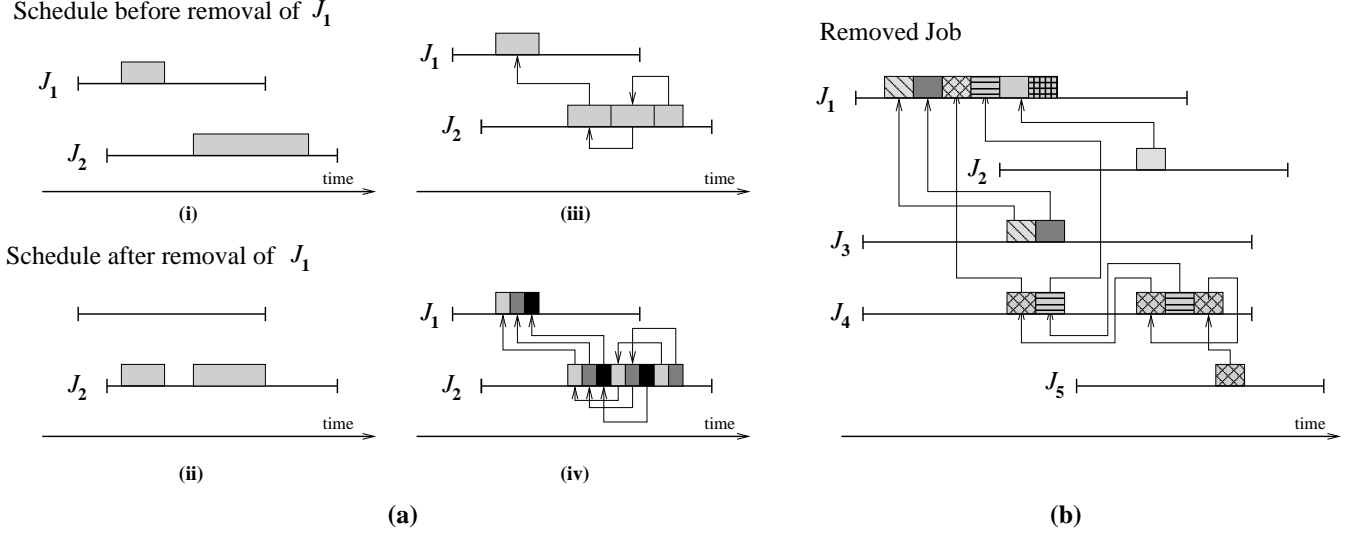 Schedule before removal of J1
J1
J2
time
(i)
Schedule after removal of J1
J2
time
(ii)
J1
J2
time
(iii)
J1
J2
time
(iv)
(a)
Removed Job
J1
J2
J3
J4
J5
time
(b)